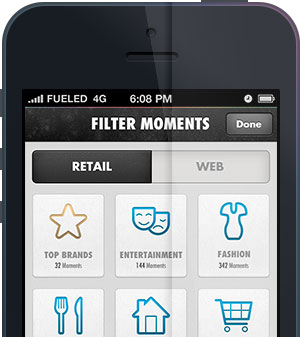 FUELED 4G 6:08 PM
FILTER MOMENTS Done
RETAIL WEB
TOP BRANDS ENTERTAINMENT FASHION
32 Moments 144 Moments 342 Moments